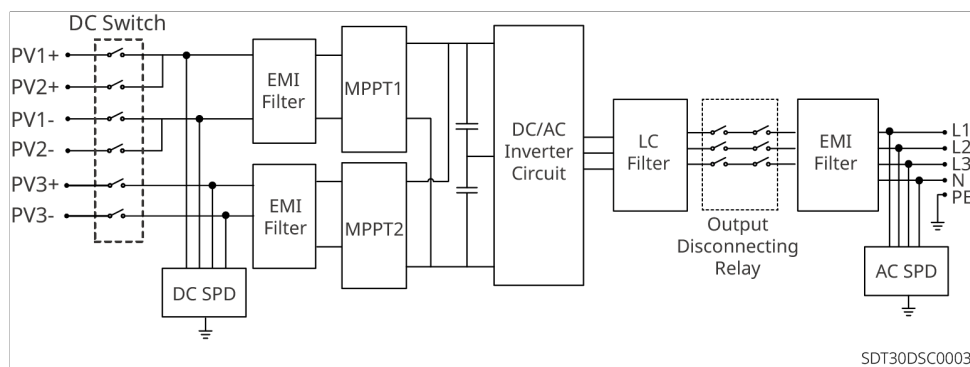 DC Switch
PV1+
PV2+
PV1-
PV2-
PV3+
PV3-
EMI
Filter
MPPT1
EMI
Filter
MPPT2
DC SPD
DC/AC
Inverter
Circuit
LC
Filter
Output
Disconnecting
Relay
EMI
Filter
L1
L2
L3
N
PE
AC SPD
SDT30DSC0003